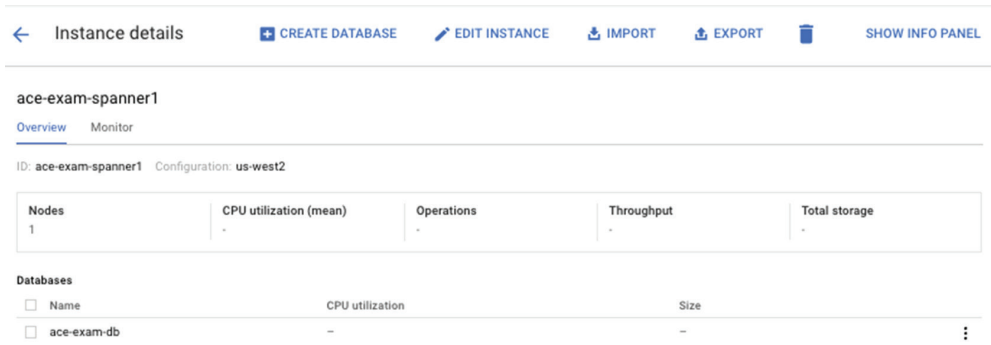 Instance details CREATE DATABASE EDIT INSTANCE IMPORT EXPORT SHOW INFO PANEL
ace-exam-spanner1
Overview Monitor
ID: ace-exam-spanner1 Configuration: us-west2
Nodes CPU utilization (mean) Operations Throughput Total storage
1 - - - -
Databases
Name CPU utilization Size
ace-exam-db – –